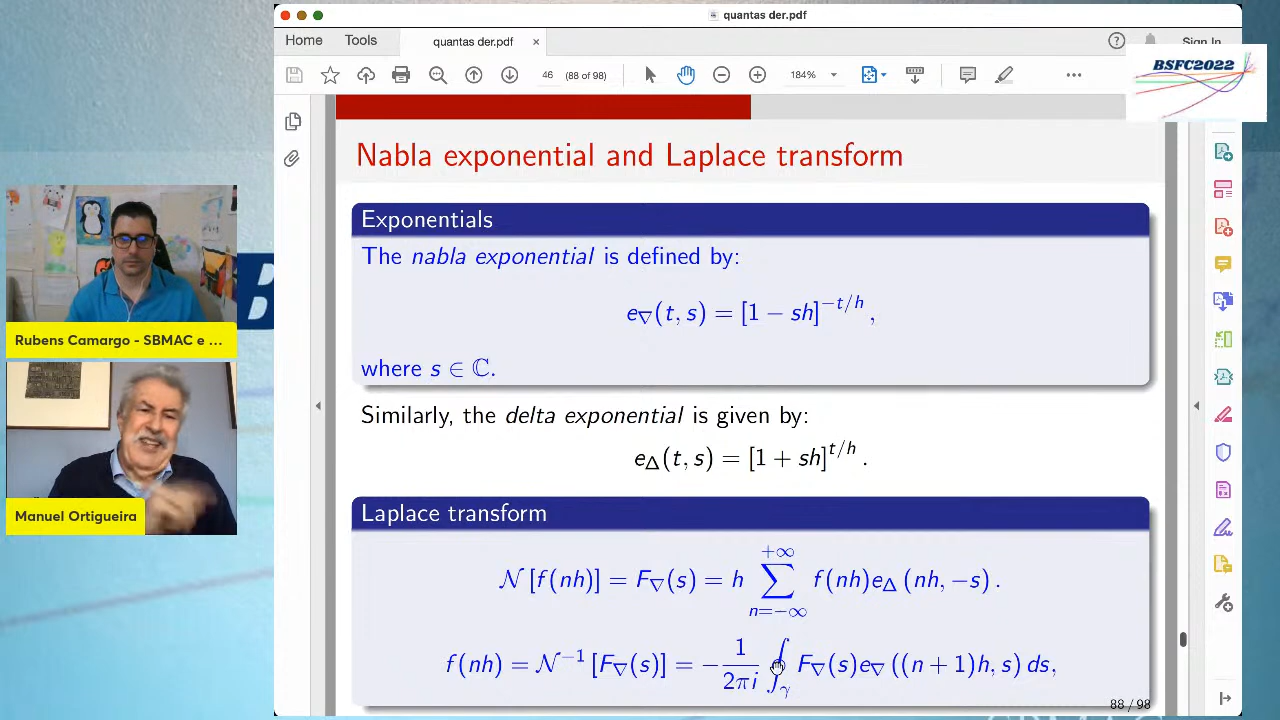 quantas der.pdf
Home Tools quantas der.pdf × Sign In
BSFC2022
(88 of 98) 184%
Nabla exponential and Laplace transform
Exponentials
The nabla exponential is defined by:
e∇(t, s) = [1 − sh]^{−t/h},
where s ∈ ℂ.
Similarly, the delta exponential is given by:
eΔ(t, s) = [1 + sh]^{t/h}.
Laplace transform
𝒩 [f(nh)] = F∇(s) = h ∑_{n=−∞}^{+∞} f(nh)eΔ (nh, −s).
f(nh) = 𝒩^{−1} [F∇(s)] = − \frac{1}{2πi} ∮_γ F∇(s)e∇ ((n + 1)h, s) ds,
88 / 98
Rubens Camargo - SBMAC e ...
Manuel Ortigueira